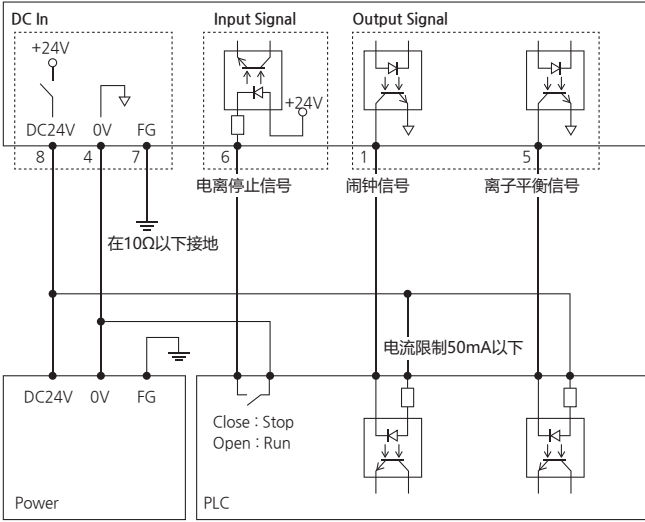 DC In
Input Signal
Output Signal
+24V
+24V
DC24V
0V
FG
8
4
7
6
1
5
电离停止信号
闹钟信号
离子平衡信号
在10Ω以下接地
电流限制50mA以下
DC24V
0V
FG
Close : Stop
Open : Run
Power
PLC